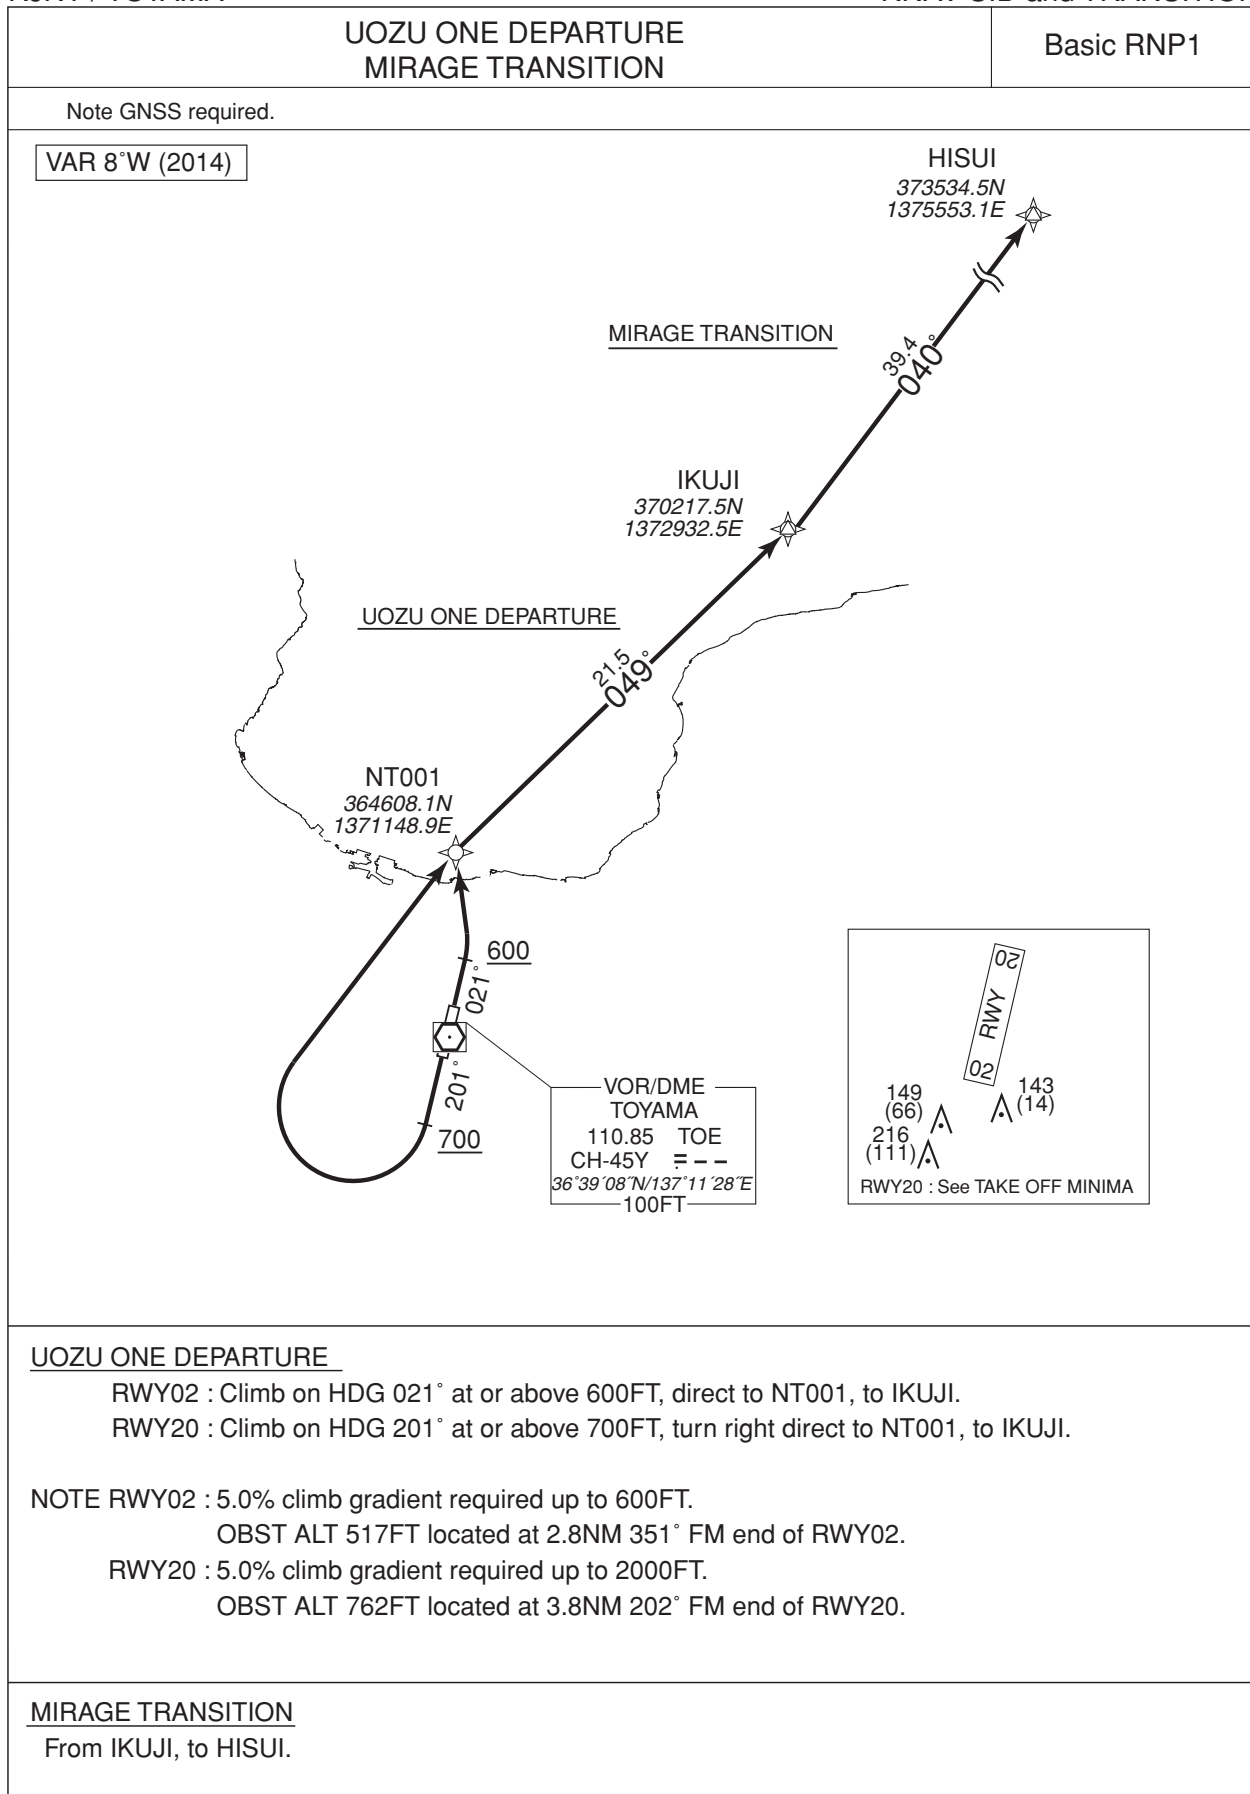 UOZU ONE DEPARTURE
MIRAGE TRANSITION
Basic RNP1
Note GNSS required.
VAR 8˚W (2014)
HISUI
373534.5N
1375553.1E
MIRAGE TRANSITION
39.4
040˚
IKUJI
370217.5N
1372932.5E
UOZU ONE DEPARTURE
21.5
049˚
NT001
364608.1N
1371148.9E
600
021˚
201˚
700
VOR/DME
TOYAMA
110.85 TOE
CH-45Y
36˚39´08˝N/137˚11´28˝E
100FT
20
RWY
02
149
(66)
143
(14)
216
(111)
RWY20 : See TAKE OFF MINIMA
UOZU ONE DEPARTURE
RWY02 : Climb on HDG 021˚ at or above 600FT, direct to NT001, to IKUJI.
RWY20 : Climb on HDG 201˚ at or above 700FT, turn right direct to NT001, to IKUJI.
NOTE RWY02 : 5.0% climb gradient required up to 600FT.
OBST ALT 517FT located at 2.8NM 351˚ FM end of RWY02.
RWY20 : 5.0% climb gradient required up to 2000FT.
OBST ALT 762FT located at 3.8NM 202˚ FM end of RWY20.
MIRAGE TRANSITION
From IKUJI, to HISUI.